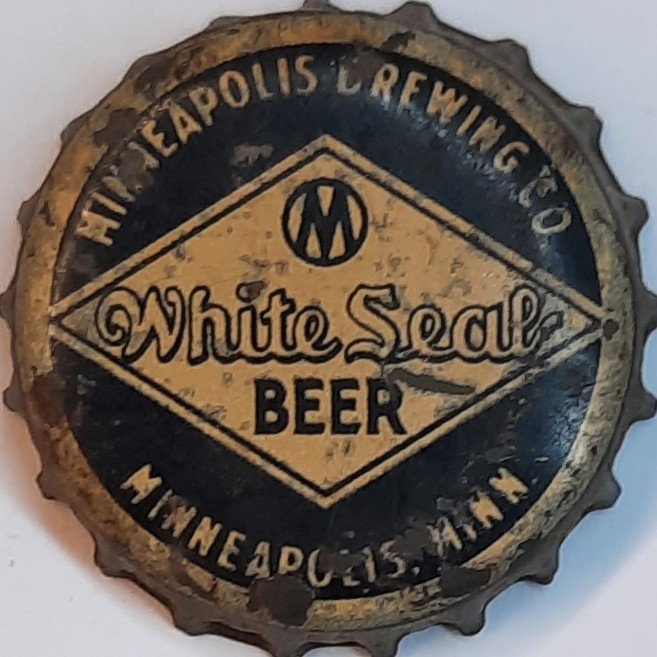 MINNEAPOLIS BREWING CO
M
White Seal
BEER
MINNEAPOLIS, MINN